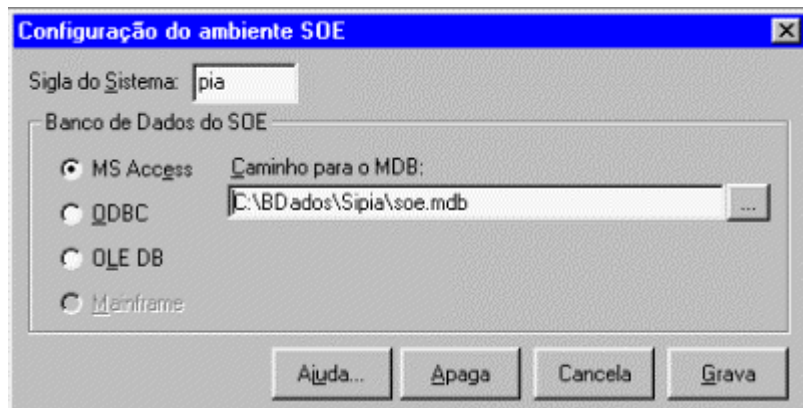 Configuração do ambiente SOE
Sigla do Sistema: pia
Banco de Dados do SOE
MS Access Caminho para o MDB:
C:\BDados\Sipia\soe.mdb ...
ODBC
OLE DB
Mainframe
Ajuda... Apaga Cancela Grava